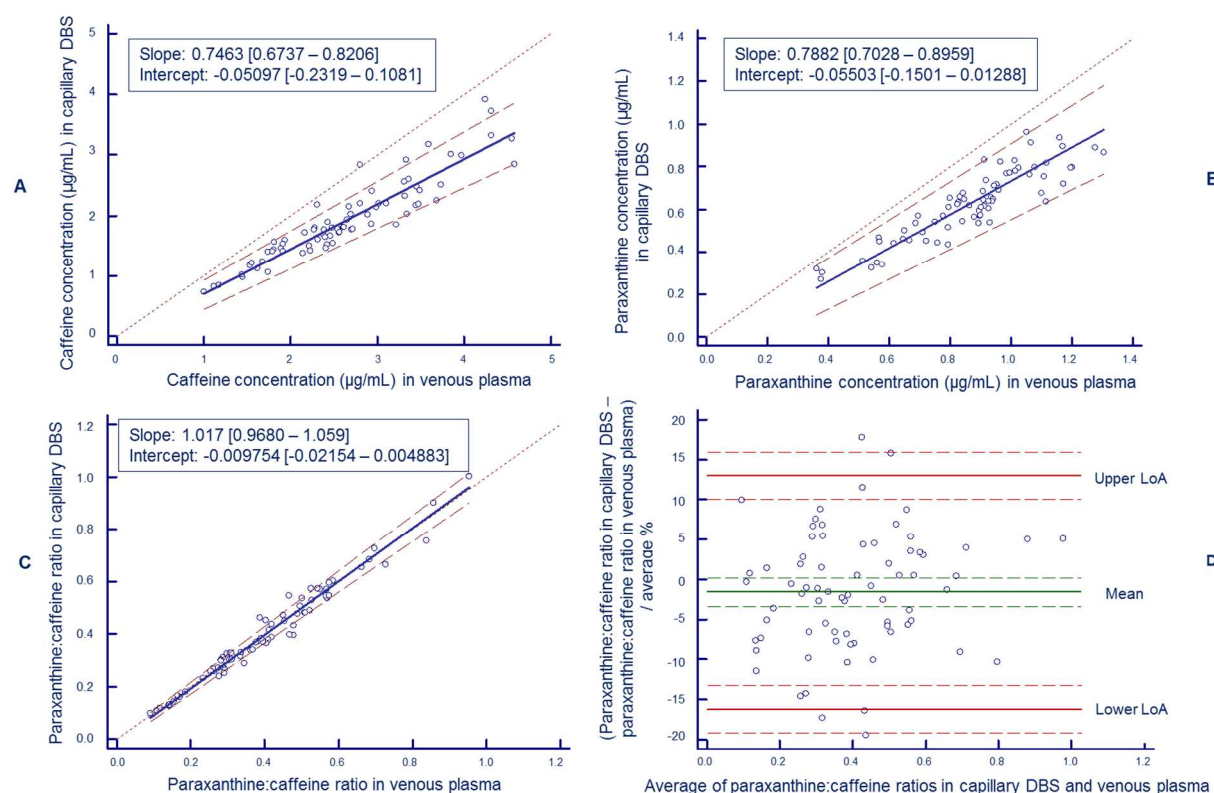 Slope: 0.7463 [0.6737 – 0.8206]
Intercept: -0.05097 [-0.2319 – 0.1081]
Caffeine concentration (µg/mL) in capillary DBS
5
4
3
2
1
0
0 1 2 3 4 5
Caffeine concentration (µg/mL) in venous plasma
A
Slope: 0.7882 [0.7028 – 0.8959]
Intercept: -0.05503 [-0.1501 – 0.01288]
Paraxanthine concentration (µg/mL)
in capillary DBS
1.4
1.2
1.0
0.8
0.6
0.4
0.2
0.0
0.0 0.2 0.4 0.6 0.8 1.0 1.2 1.4
Paraxanthine concentration (µg/mL) in venous plasma
Slope: 1.017 [0.9680 – 1.059]
Intercept: -0.009754 [-0.02154 – 0.004883]
Paraxanthine:caffeine ratio in capillary DBS
1.2
1.0
0.8
0.6
0.4
0.2
0.0
0.0 0.2 0.4 0.6 0.8 1.0 1.2
Paraxanthine:caffeine ratio in venous plasma
C
(Paraxanthine:caffeine ratio in capillary DBS –
paraxanthine:caffeine ratio in venous plasma)
/ average %
20
15
10
5
0
-5
-10
-15
-20
Upper LoA
Mean
Lower LoA
0.0 0.2 0.4 0.6 0.8 1.0 1.2
Average of paraxanthine:caffeine ratios in capillary DBS and venous plasma